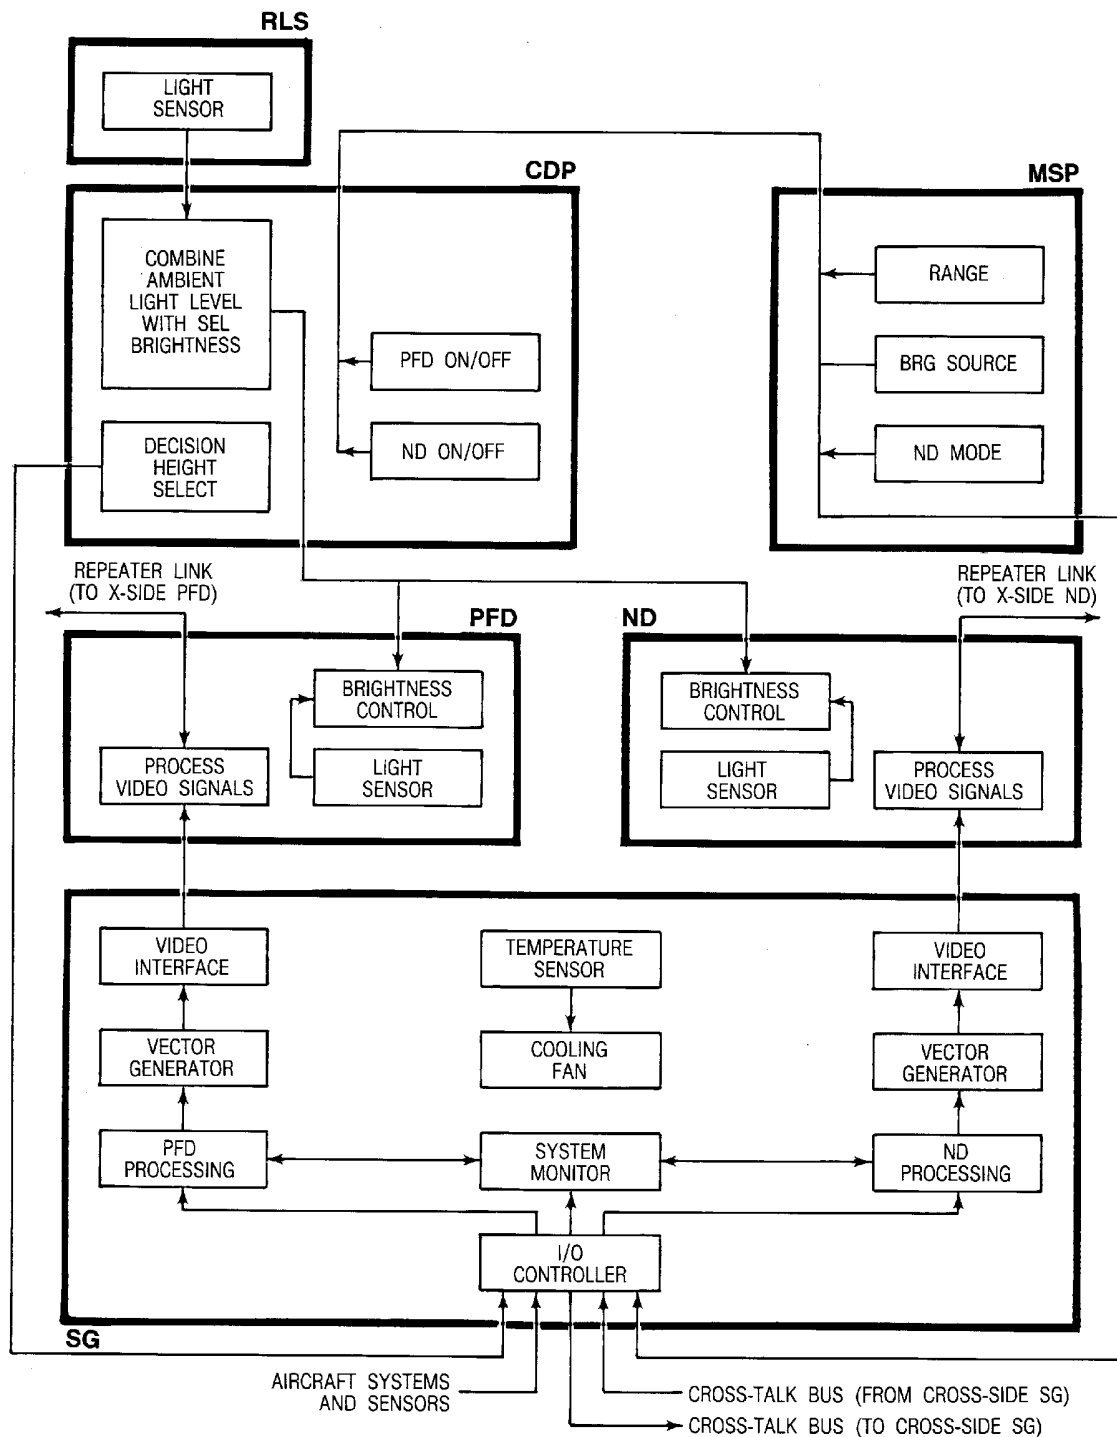 RLS
LIGHT
SENSOR
CDP
COMBINE
AMBIENT
LIGHT LEVEL
WITH SEL
BRIGHTNESS
PFD ON/OFF
DECISION
HEIGHT
SELECT
ND ON/OFF
MSP
RANGE
BRG SOURCE
ND MODE
REPEATER LINK
(TO X-SIDE PFD)
REPEATER LINK
(TO X-SIDE ND)
PFD
BRIGHTNESS
CONTROL
PROCESS
VIDEO SIGNALS
LIGHT
SENSOR
ND
BRIGHTNESS
CONTROL
LIGHT
SENSOR
PROCESS
VIDEO SIGNALS
VIDEO
INTERFACE
TEMPERATURE
SENSOR
VIDEO
INTERFACE
VECTOR
GENERATOR
COOLING
FAN
VECTOR
GENERATOR
PFD
PROCESSING
SYSTEM
MONITOR
ND
PROCESSING
I/O
CONTROLLER
SG
AIRCRAFT SYSTEMS
AND SENSORS
CROSS-TALK BUS (FROM CROSS-SIDE SG)
CROSS-TALK BUS (TO CROSS-SIDE SG)